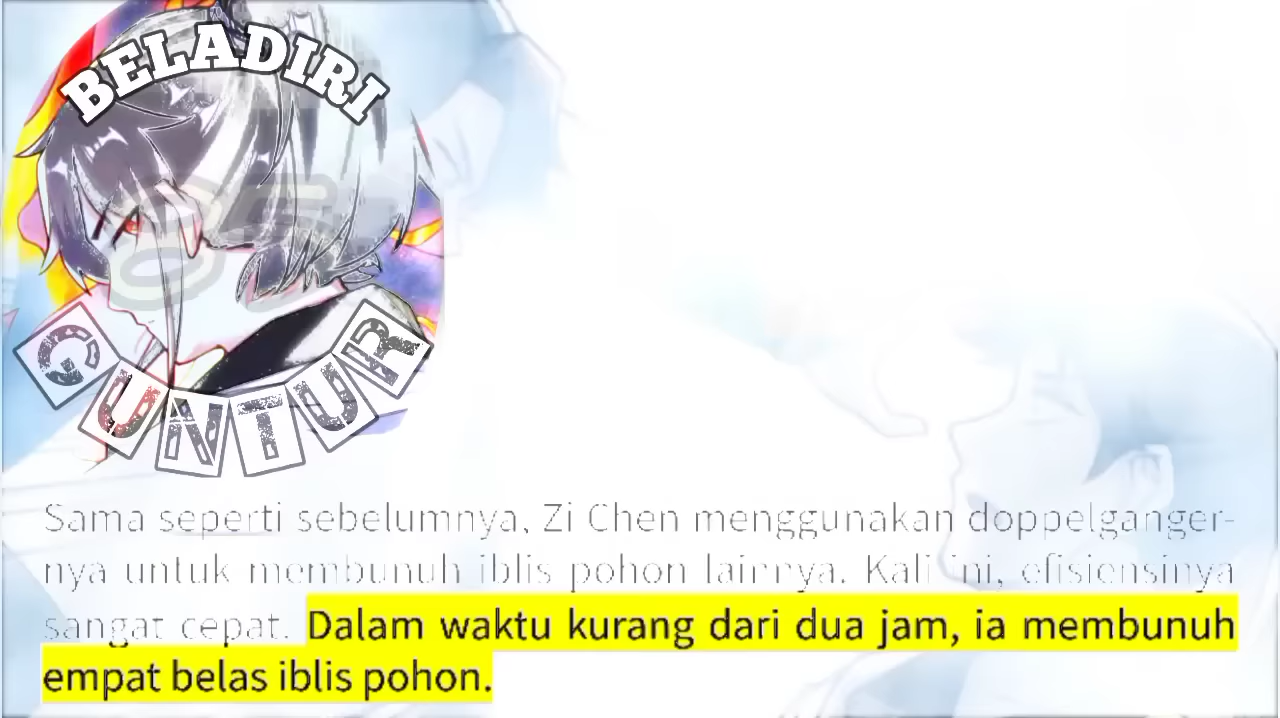 BELADIRI
GUNTUR
Sama seperti sebelumnya, Zi Chen menggunakan doppelganger-
nya untuk membunuh iblis pohon lainnya. Kali ini, efisiensinya
sangat cepat. Dalam waktu kurang dari dua jam, ia membunuh
empat belas iblis pohon.